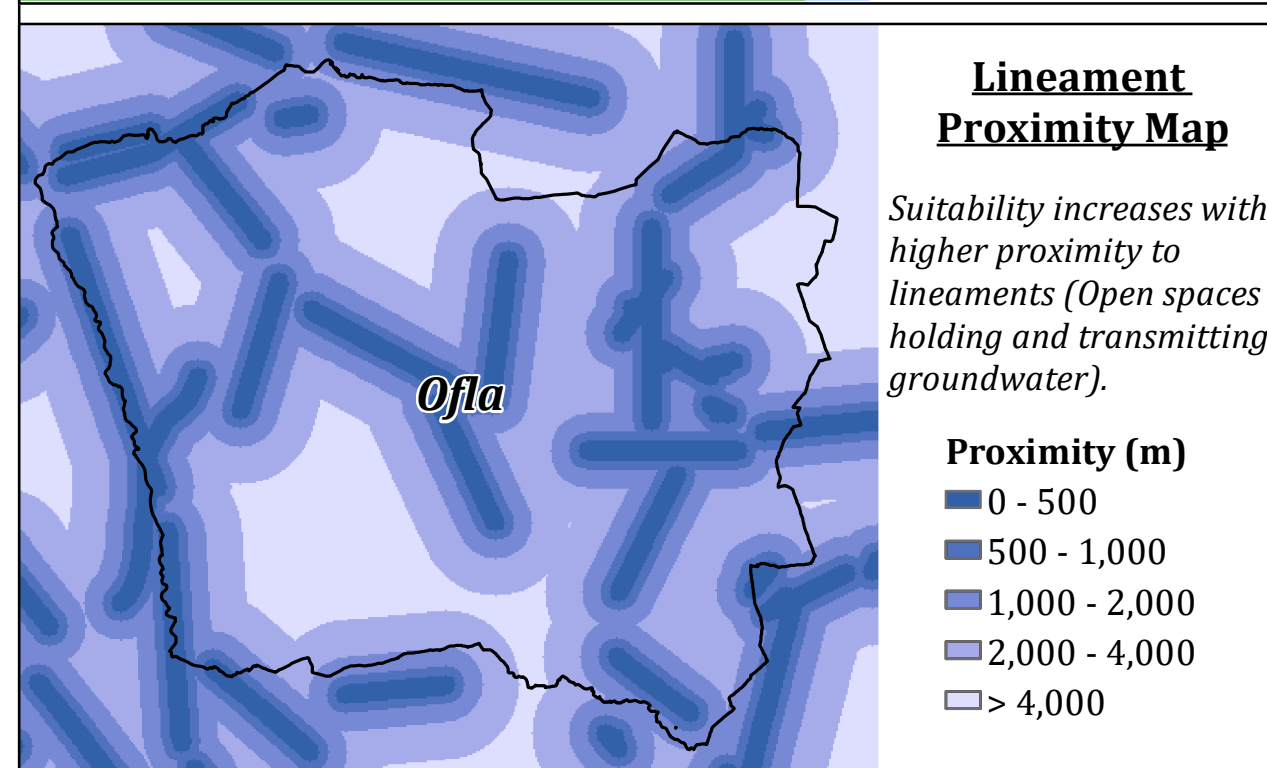 Lineament
Proximity Map
Suitability increases with
higher proximity to
lineaments (Open spaces
holding and transmitting
groundwater).
Ofla
Proximity (m)
0 - 500
500 - 1,000
1,000 - 2,000
2,000 - 4,000
> 4,000